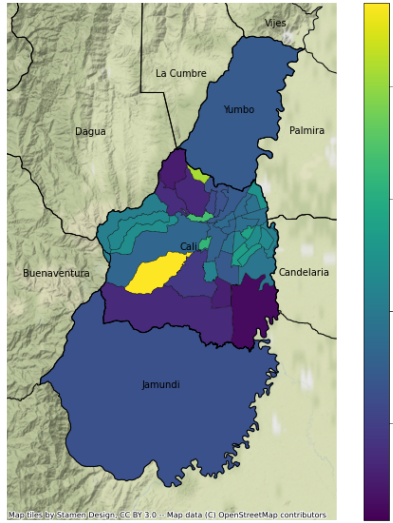 Vijes
La Cumbre
Yumbo
Dagua
Palmira
Cali
Buenaventura
Candelaria
Jamundi
Map tiles by Stamen Design, CC BY 3.0 -- Map data (C) OpenStreetMap contributors